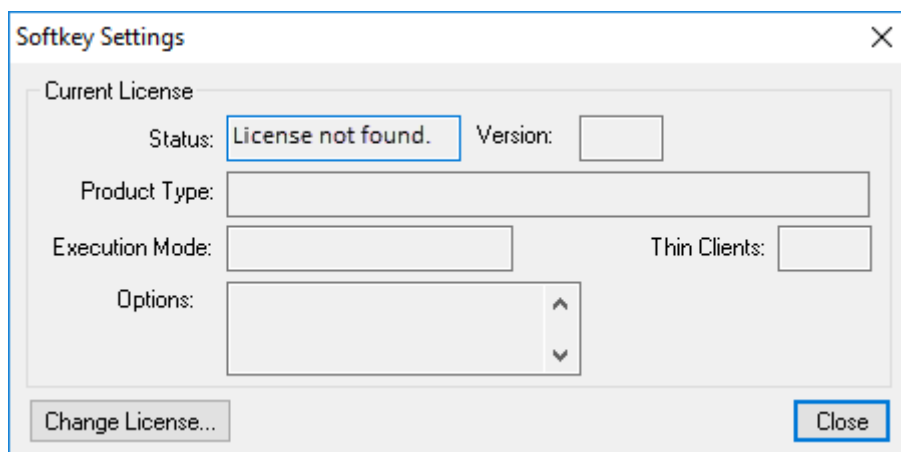 Softkey Settings
Current License
Status: License not found. Version:
Product Type:
Execution Mode: Thin Clients:
Options:
Change License... Close